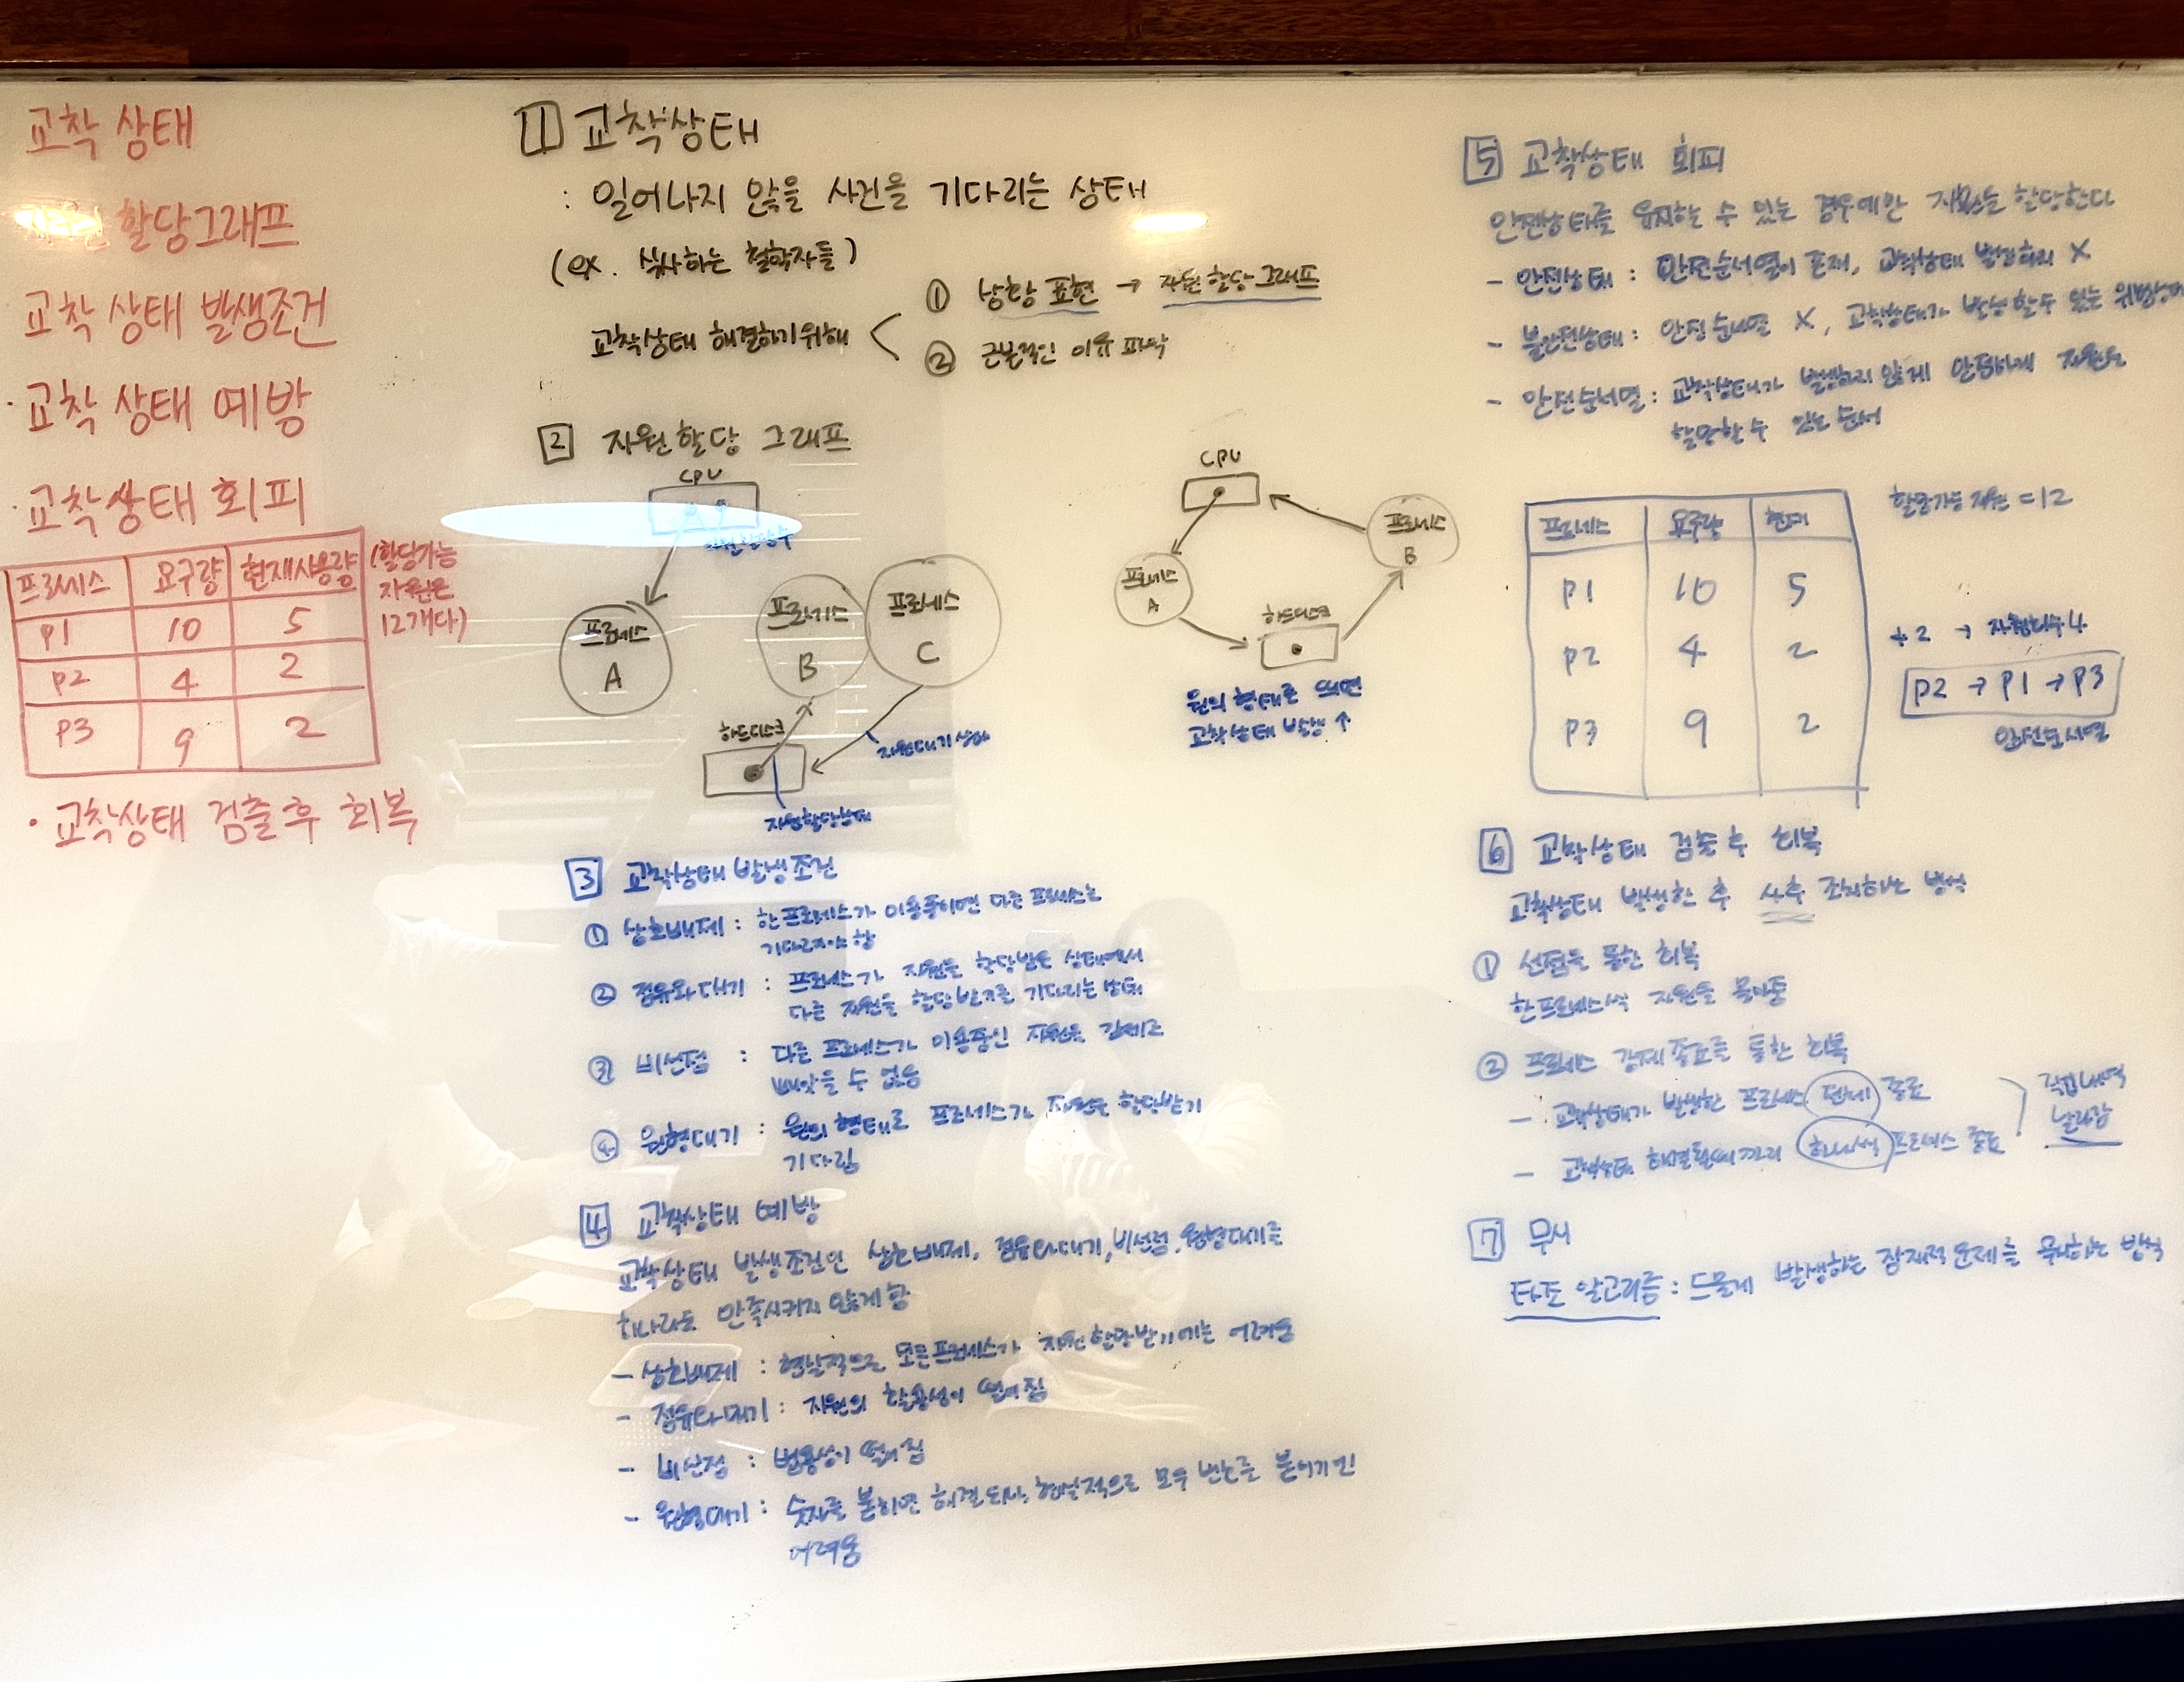 교착 상태
자원 할당그래프
교착 상태 발생조건
· 교착 상태 예방
· 교착상태 회피
프로세스 요구량 현재사용량
P1 10 5
P2 4 2
P3 9 2
(할당가능
자원은
12개다)
· 교착상태 검출 후 회복
1 교착상태
: 일어나지 않을 사건을 기다리는 상태
(ex. 식사하는 철학자들)
교착상태 해결하기 위해 <
① 상황 표현 → 자원 할당 그래프
② 근본적인 이유 파악
2 자원 할당 그래프
CPU
프로세스
A
프로세스
B
프로세스
C
하드디스크
자원대기 상태
자원할당상태
CPU
프로세스
A
프로세스
B
하드디스크
원의 형태를 띄면
교착상태 발생 ↑
3 교착상태 발생조건
① 상호배제 : 한 프로세스가 이용중이면 다른 프로세스는
기다려야 함
② 점유와 대기 : 프로세스가 자원을 할당받은 상태에서
다른 자원을 할당받기를 기다리는 상태
③ 비선점 : 다른 프로세스가 이용중인 자원을 강제로
빼앗을 수 없음
④ 원형대기 : 원의 형태로 프로세스가 자원을 할당받기
기다림
4 교착상태 예방
교착상태 발생조건인 상호배제, 점유와대기, 비선점, 원형대기를
하나라도 만족시키지 않게 함
- 상호배제 : 현실적으로 모든 프로세스가 자원 할당받기에는 어려움
- 점유와 대기 : 자원의 활용성이 떨어짐
- 비선점 : 범용성이 떨어짐
- 원형대기 : 숫자를 붙이면 해결되나, 현실적으로 모두 번호를 붙이기란
어려움
5 교착상태 회피
안전상태를 유지하는 수 있는 경우에만 자원을 할당한다
- 안전상태 : 안전순서열이 존재, 교착상태 발생하지 X
- 불안전상태 : 안전순서열 X, 교착상태가 발생할 수 있는 위험상태
- 안전순서열 : 교착상태가 발생하지 않게 안전하게 자원을
할당할 수 있는 순서
프로세스 요구량 현재
P1 10 5
P2 4 2
P3 9 2
할당가능 자원 = 12
+2 → 자원회수 4
P2 → P1 → P3
안전순서열
6 교착상태 검출 후 회복
교착상태 발생한 후 사후 조치하는 방식
① 선점을 통한 회복
한 프로세스씩 자원을 몰아줌
② 프로세스 강제 종료를 통한 회복
- 교착상태가 발생한 프로세스 전체 종료
- 교착상태 해결될때까지 하나씩 프로세스 종료
작업내역
날라감
7 무시
타조 알고리즘 : 드물게 발생하는 잠재적 문제를 무시하는 방식